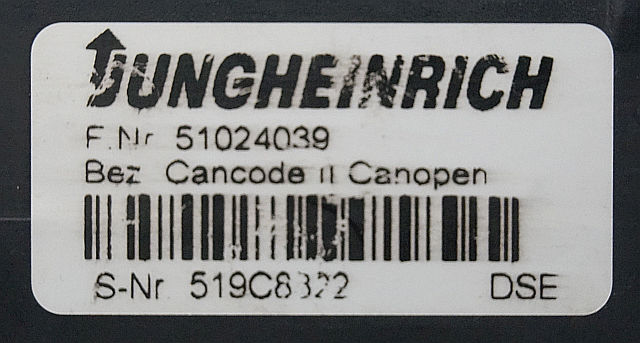 JUNGHEINRICH
F.Nr 51024039
Bez Cancode II Canopen
S-Nr 519C8322 DSE